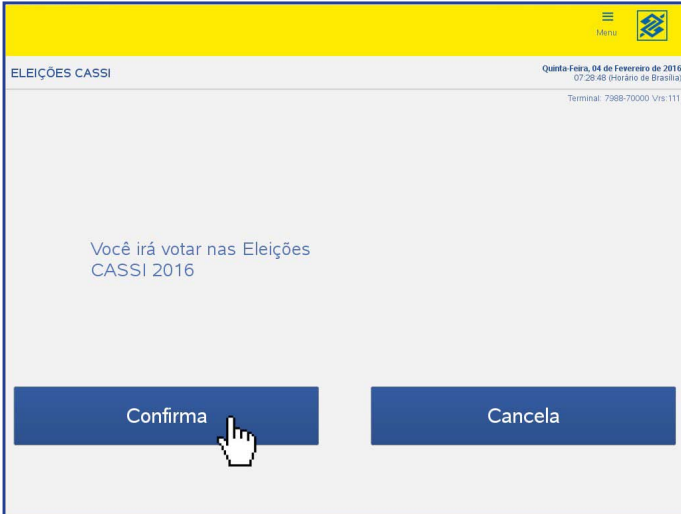 Menu
ELEIÇÕES CASSI
Quinta-Feira, 04 de Fevereiro de 2016
07:28:48 (Horário de Brasília)
Terminal: 7988-70000 Vrs:111
Você irá votar nas Eleições
CASSI 2016
Confirma
Cancela